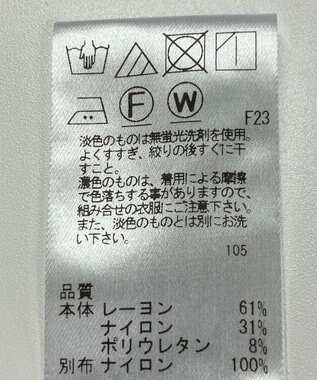 F W
F23
淡色のものは無蛍光洗剤を使用。
よくすすぎ、絞りの後すぐに干
すこと。
濃色のものは、着用による摩擦
で色落ちする事がありますので、
組み合せの衣服にご注意下さい。
また、淡色のものとは別にお洗
い下さい。
105
品質
本体 レーヨン 61%
ナイロン 31%
ポリウレタン 8%
別布 ナイロン 100%